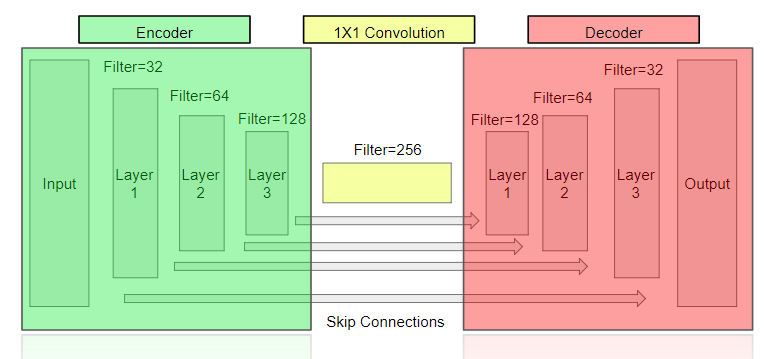 Encoder
1X1 Convolution
Decoder
Filter=32
Filter=64
Filter=128
Filter=256
Filter=128
Filter=64
Filter=32
Input
Layer
1
Layer
2
Layer
3
Layer
1
Layer
2
Layer
3
Output
Skip Connections